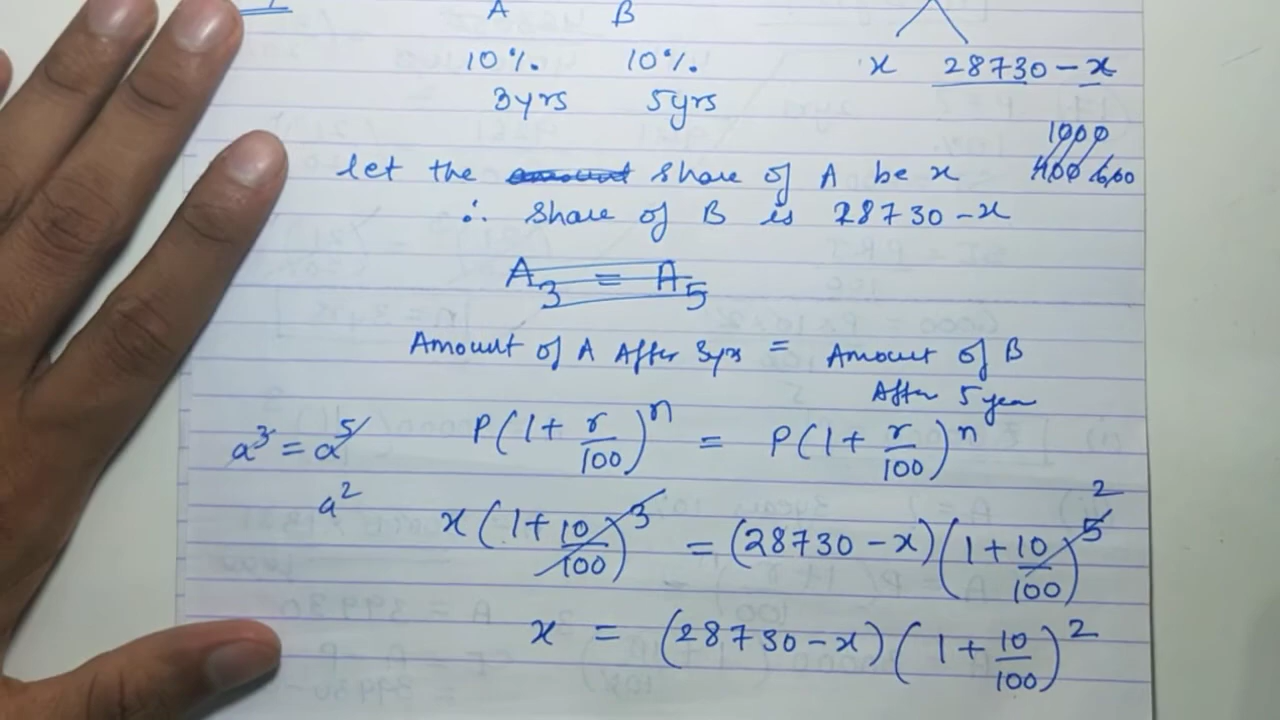 A B
10%. 10%. x 28730-x
3yrs 5yrs
1000
400 600
let the amount share of A be x
∴ Share of B is 28730-x
A₃ = A₅
Amount of A After 3yrs = Amount of B
After 5 year
a³ = a⁵ P(1+r/100)ⁿ = P(1+r/100)ⁿ
a² 2
x(1+10/100)³ = (28730-x)(1+10/100)⁵
x = (28730-x)(1+10/100)²